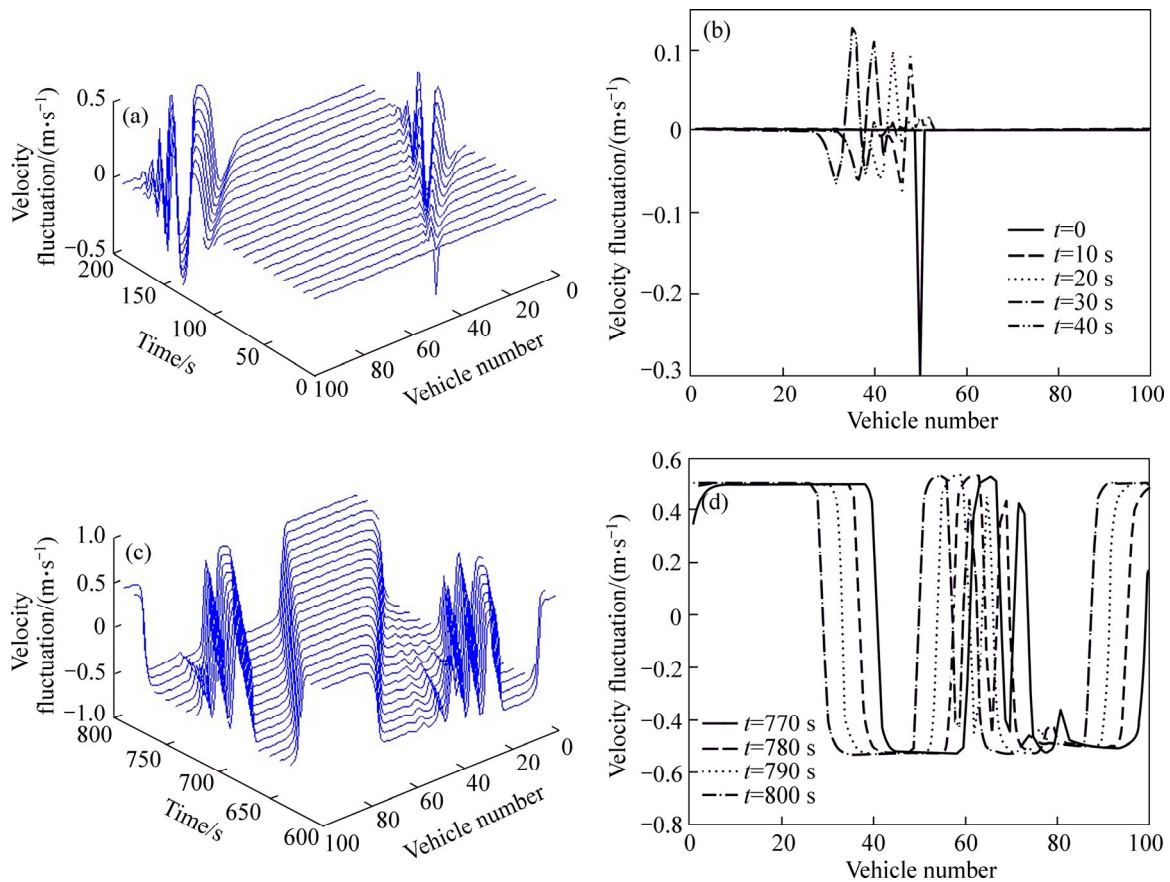 (a)
Velocity
fluctuation/(m·s⁻¹)
0.5
0
−0.5
200
150
100
50
0
Time/s
100
80
60
40
20
0
Vehicle number
(b)
Velocity fluctuation/(m·s⁻¹)
0.1
0
−0.1
−0.2
−0.3
t=0
t=10 s
t=20 s
t=30 s
t=40 s
0 20 40 60 80 100
Vehicle number
(c)
Velocity
fluctuation/(m·s⁻¹)
1.0
0.5
0
−0.5
−1.0
800
750
700
650
600
Time/s
100
80
60
40
20
0
Vehicle number
(d)
Velocity fluctuation/(m·s⁻¹)
0.6
0.4
0.2
0
−0.2
−0.4
−0.6
−0.8
t=770 s
t=780 s
t=790 s
t=800 s
0 20 40 60 80 100
Vehicle number